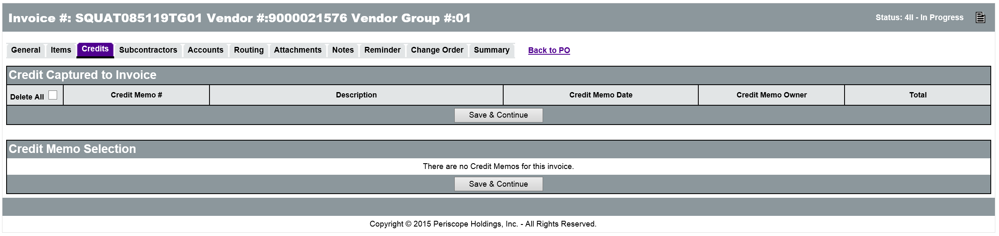 Invoice #: SQUAT085119TG01 Vendor #:9000021576 Vendor Group #:01
Status: 4II - In Progress
General Items Credits Subcontractors Accounts Routing Attachments Notes Reminder Change Order Summary Back to PO
Credit Captured to Invoice
Delete All Credit Memo # Description Credit Memo Date Credit Memo Owner Total
Save & Continue
Credit Memo Selection
There are no Credit Memos for this invoice.
Save & Continue
Copyright © 2015 Periscope Holdings, Inc. - All Rights Reserved.